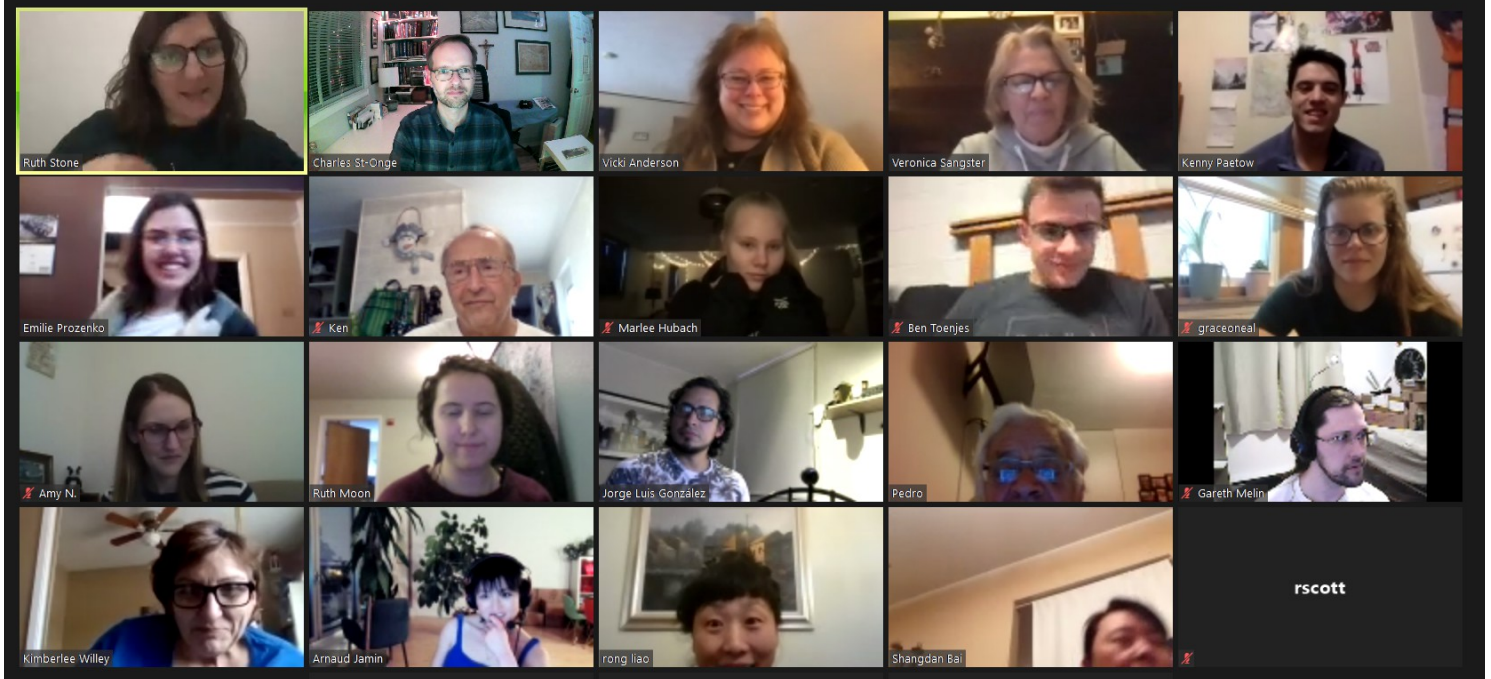 Ruth Stone
Charles St-Onge
Vicki Anderson
Veronica Sangster
Kenny Paetow
Emilie Prozenko
Ken
Marlee Hubach
Ben Toenjes
graceoneal
Amy N.
Ruth Moon
Jorge Luis González
Pedro
Gareth Melin
Kimberlee Willey
Arnaud Jamin
rong liao
Shangdan Bai
rscott